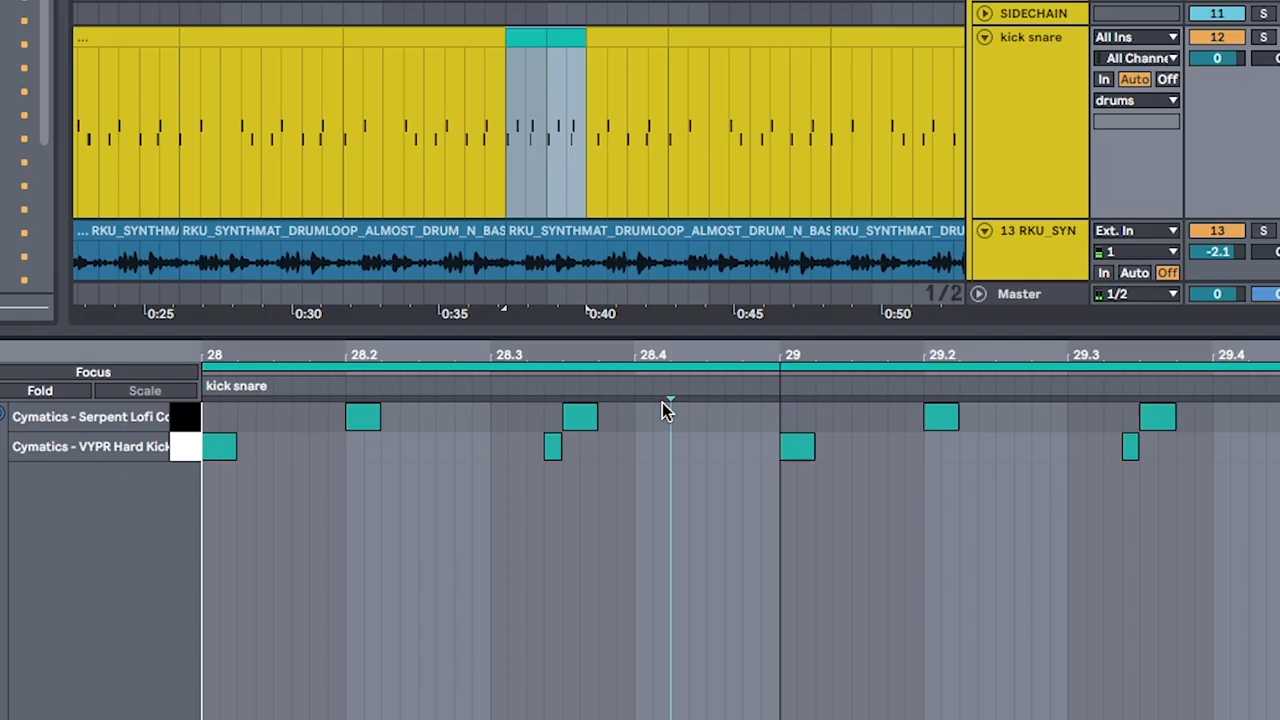 SIDECHAIN 11 S
... kick snare All Ins 12 S
All Channe 0
In Auto Off
drums
... RKU_SYNTHMA RKU_SYNTHMAT_DRUMLOOP_ALMOST_DRUM_N_BAS RKU_SYNTHMAT_DRUMLOOP_ALMOST_DRUM_N_BAS RKU_SYNTHMAT_DRU 13 RKU_SYN Ext. In 13 S
1 -2.1
In Auto Off
1/2 Master 1/2 0
0:25 0:30 0:35 0:40 0:45 0:50
28 28.2 28.3 28.4 29 29.2 29.3 29.4
Focus
Fold Scale kick snare
Cymatics - Serpent Lofi Cc
Cymatics - VYPR Hard Kick